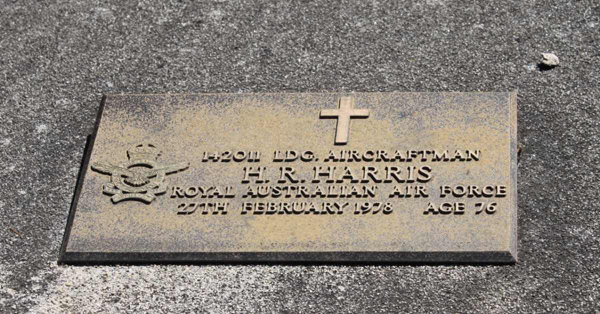 142011 LDG. AIRCRAFTMAN
H. R. HARRIS
ROYAL AUSTRALIAN AIR FORCE
27TH FEBRUARY 1978 AGE 76